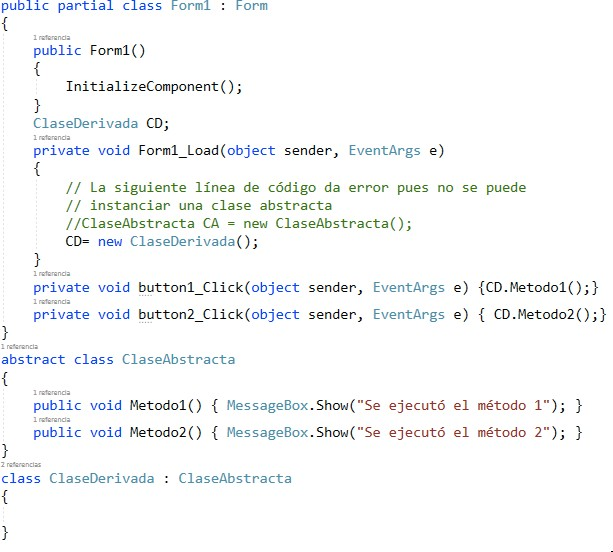 public partial class Form1 : Form
{
1 referencia
public Form1()
{
InitializeComponent();
}
ClaseDerivada CD;
1 referencia
private void Form1_Load(object sender, EventArgs e)
{
// La siguiente línea de código da error pues no se puede
// instanciar una clase abstracta
//ClaseAbstracta CA = new ClaseAbstracta();
CD= new ClaseDerivada();
}
1 referencia
private void button1_Click(object sender, EventArgs e) {CD.Metodo1();}
1 referencia
private void button2_Click(object sender, EventArgs e) { CD.Metodo2();}
}
1 referencia
abstract class ClaseAbstracta
{
1 referencia
public void Metodo1() { MessageBox.Show("Se ejecutó el método 1"); }
1 referencia
public void Metodo2() { MessageBox.Show("Se ejecutó el método 2"); }
}
2 referencias
class ClaseDerivada : ClaseAbstracta
{
}